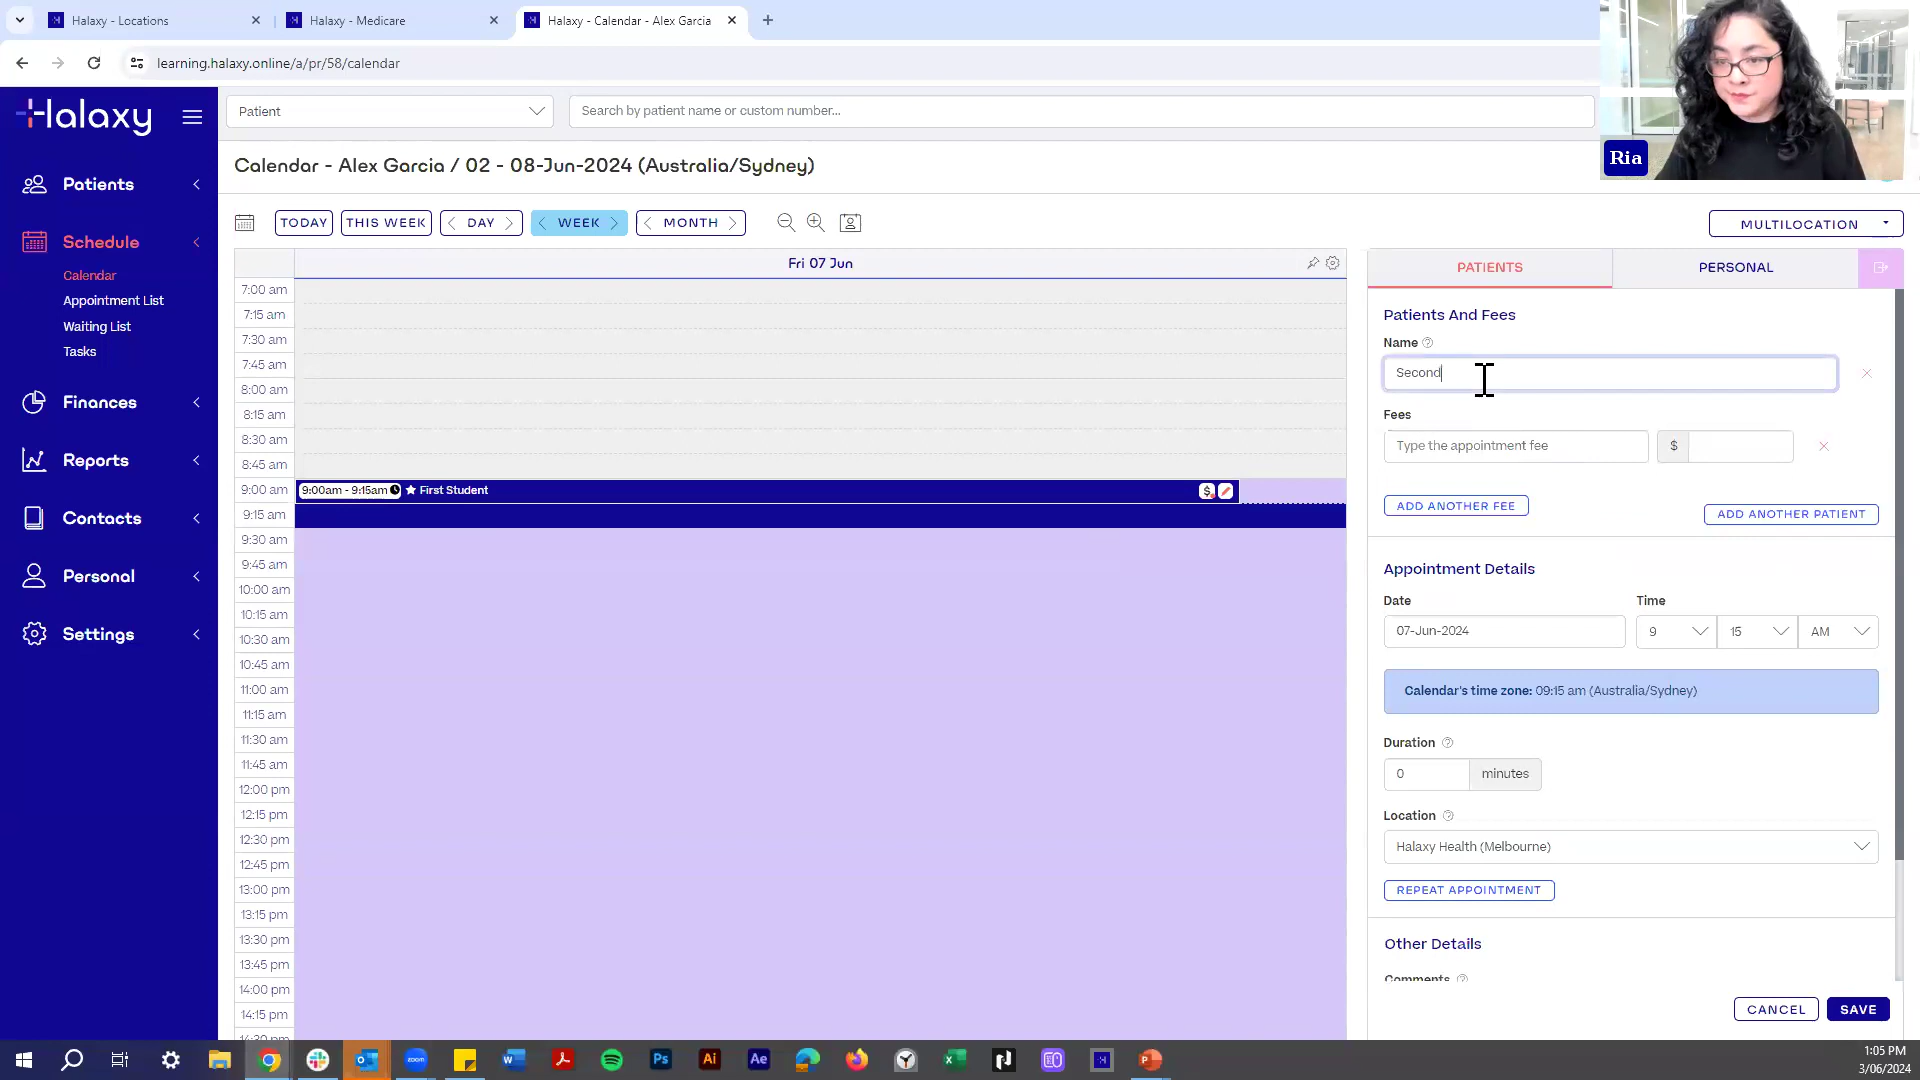 Halaxy - Locations
Halaxy - Medicare
Halaxy - Calendar - Alex Garcia
learning.halaxy.online/a/pr/58/calendar
Halaxy
Patient
Search by patient name or custom number...
Ria
Calendar - Alex Garcia / 02 - 08-Jun-2024 (Australia/Sydney)
Patients
Schedule
Calendar
Appointment List
Waiting List
Tasks
Finances
Reports
Contacts
Personal
Settings
TODAY
THIS WEEK
DAY
WEEK
MONTH
MULTILOCATION
Fri 07 Jun
7:00 am
7:15 am
7:30 am
7:45 am
8:00 am
8:15 am
8:30 am
8:45 am
9:00 am
9:00am - 9:15am First Student $
9:15 am
9:30 am
9:45 am
10:00 am
10:15 am
10:30 am
10:45 am
11:00 am
11:15 am
11:30 am
11:45 am
12:00 pm
12:15 pm
12:30 pm
12:45 pm
13:00 pm
13:15 pm
13:30 pm
13:45 pm
14:00 pm
14:15 pm
14:30 pm
PATIENTS
PERSONAL
Patients And Fees
Name
Second
Fees
Type the appointment fee
$
ADD ANOTHER FEE
ADD ANOTHER PATIENT
Appointment Details
Date
Time
07-Jun-2024
9
15
AM
Calendar's time zone: 09:15 am (Australia/Sydney)
Duration
0
minutes
Location
Halaxy Health (Melbourne)
REPEAT APPOINTMENT
Other Details
Comments
CANCEL
SAVE
zoom
Ps
Ai
Ae
1:05 PM
3/06/2024